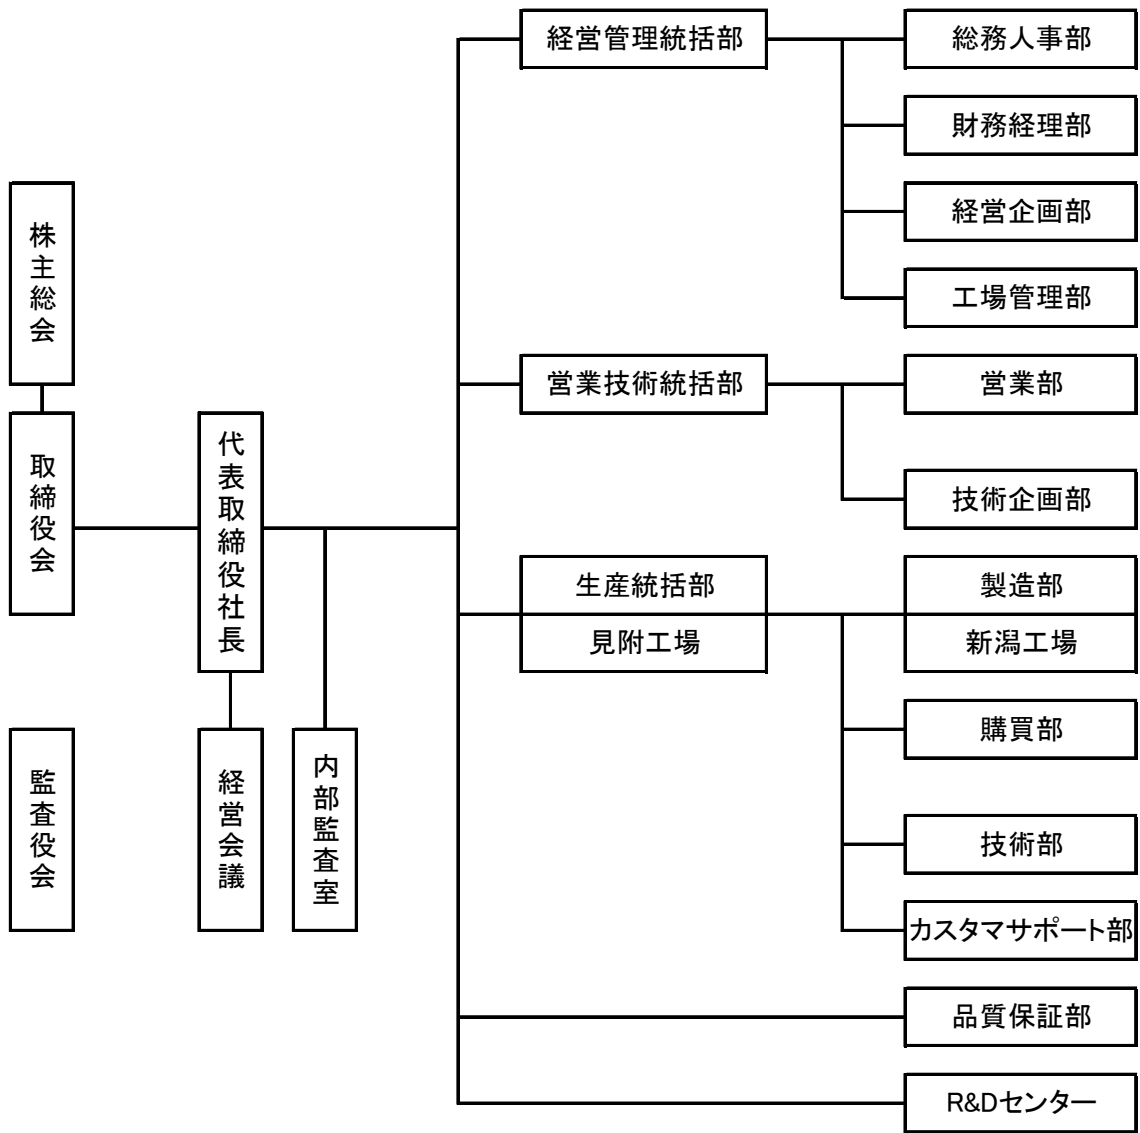 株主総会
取締役会
監査役会
代表取締役社長
経営会議
内部監査室
経営管理統括部
総務人事部
財務経理部
経営企画部
工場管理部
営業技術統括部
営業部
技術企画部
生産統括部
見附工場
製造部
新潟工場
購買部
技術部
カスタマサポート部
品質保証部
R&Dセンター